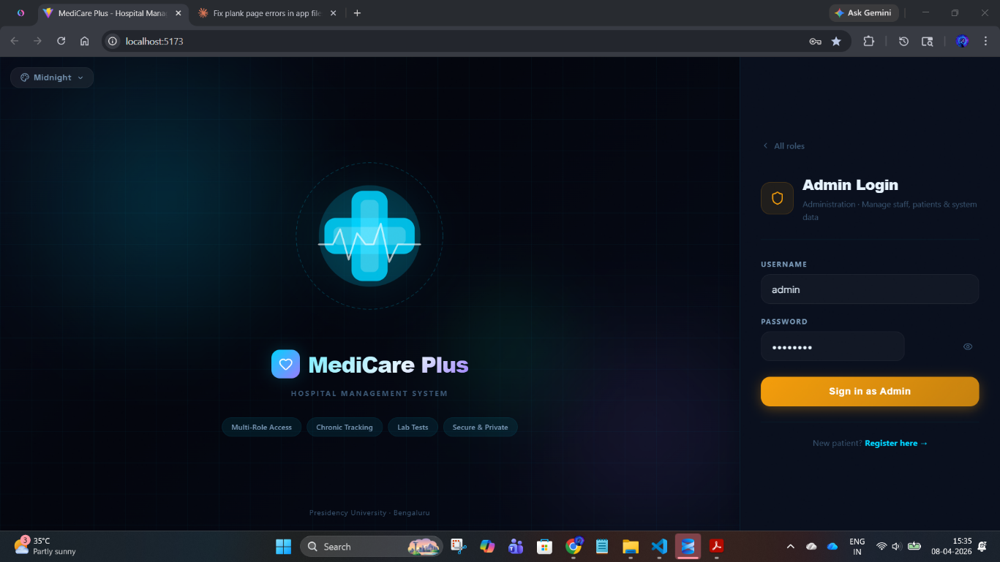 MediCare Plus - Hospital Mana
Fix plank page errors in app file
Ask Gemini
localhost:5173
Midnight
All roles
Admin Login
Administration · Manage staff, patients & system
data
USERNAME
admin
PASSWORD
••••••••
Sign in as Admin
New patient? Register here →
MediCare Plus
HOSPITAL MANAGEMENT SYSTEM
Multi-Role Access
Chronic Tracking
Lab Tests
Secure & Private
Presidency University · Bengaluru
3
35°C
Partly sunny
Search
ENG
IN
15:35
08-04-2026